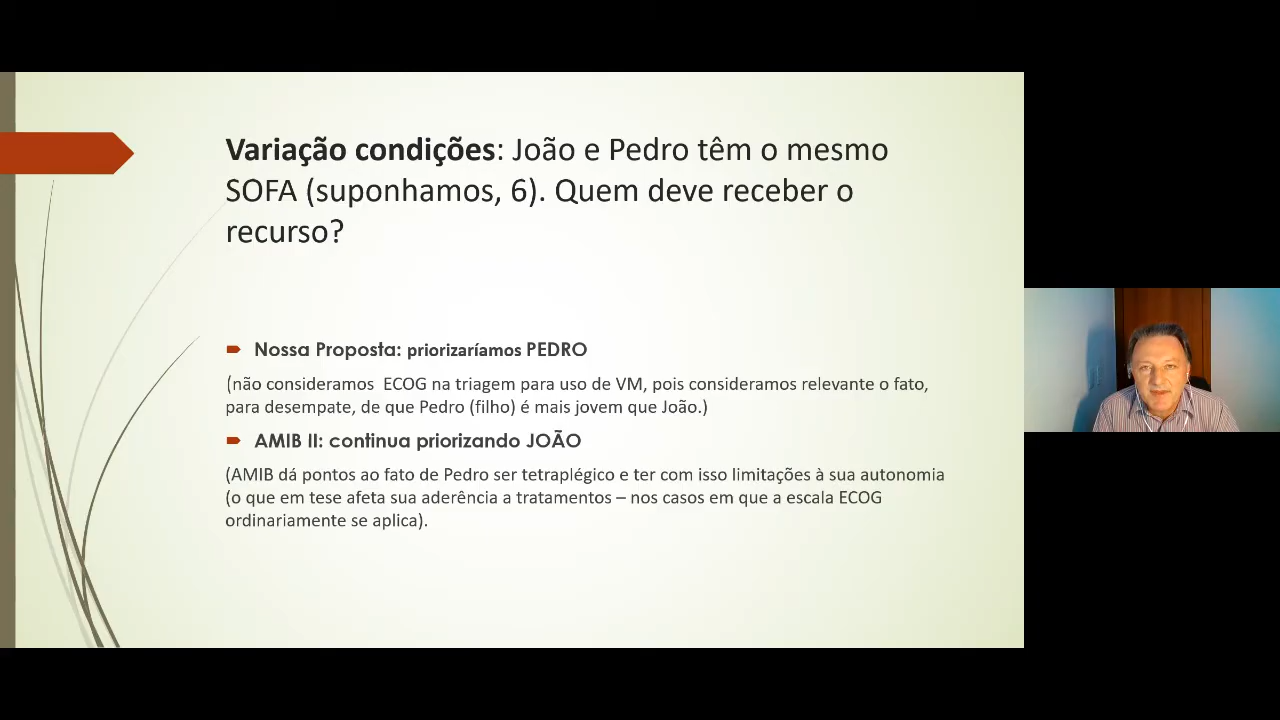 Variação condições: João e Pedro têm o mesmo
SOFA (suponhamos, 6). Quem deve receber o
recurso?
Nossa Proposta: priorizaríamos PEDRO
(não consideramos ECOG na triagem para uso de VM, pois consideramos relevante o fato,
para desempate, de que Pedro (filho) é mais jovem que João.)
AMIB II: continua priorizando JOÃO
(AMIB dá pontos ao fato de Pedro ser tetraplégico e ter com isso limitações à sua autonomia
(o que em tese afeta sua aderência a tratamentos – nos casos em que a escala ECOG
ordinariamente se aplica).